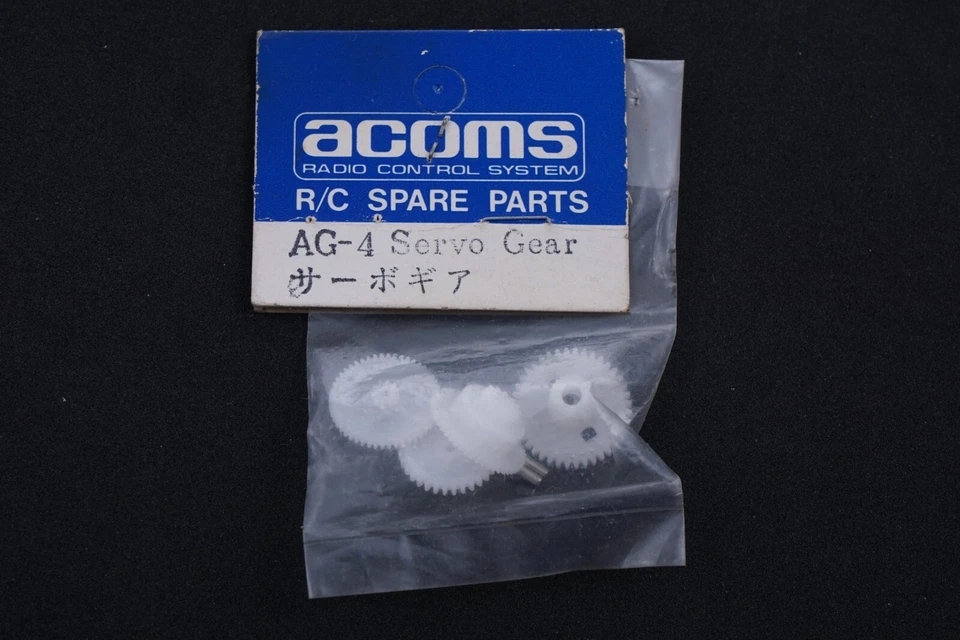 acoms
RADIO CONTROL SYSTEM
R/C SPARE PARTS
AG-4 Servo Gear
サーボギア